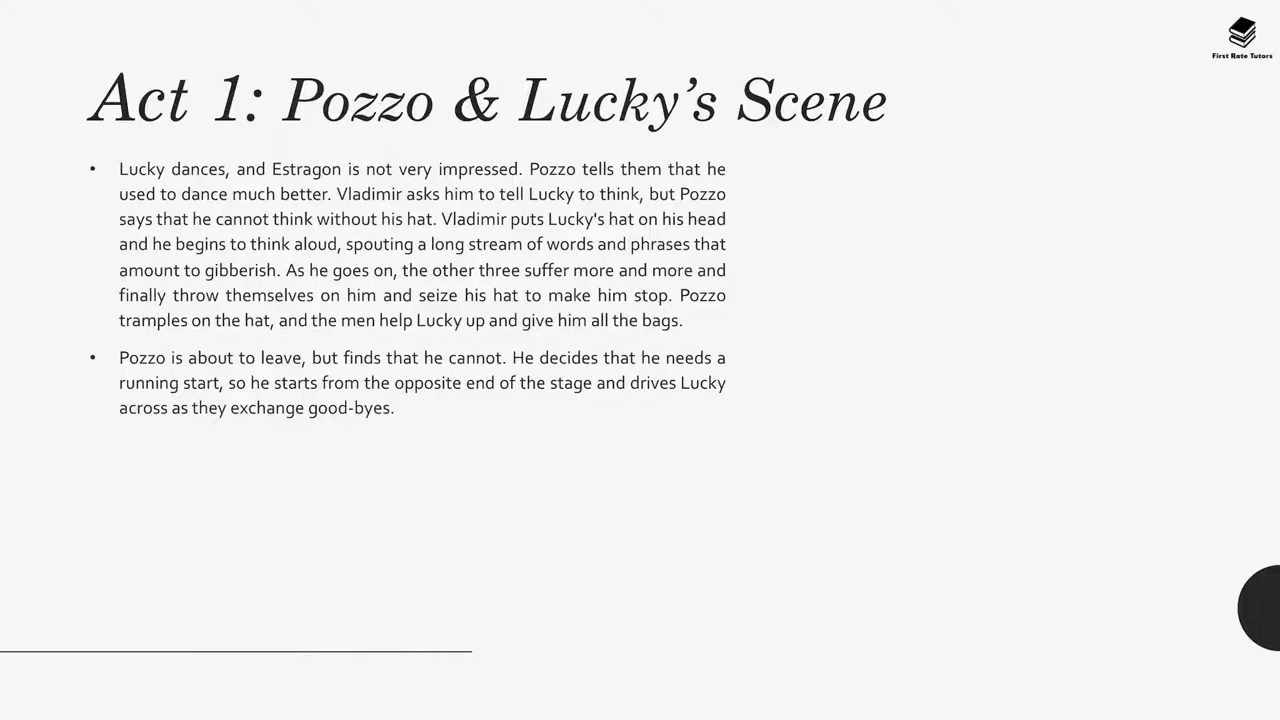 First Rate Tutors
Act 1: Pozzo & Lucky’s Scene
• Lucky dances, and Estragon is not very impressed. Pozzo tells them that he
used to dance much better. Vladimir asks him to tell Lucky to think, but Pozzo
says that he cannot think without his hat. Vladimir puts Lucky's hat on his head
and he begins to think aloud, spouting a long stream of words and phrases that
amount to gibberish. As he goes on, the other three suffer more and more and
finally throw themselves on him and seize his hat to make him stop. Pozzo
tramples on the hat, and the men help Lucky up and give him all the bags.
• Pozzo is about to leave, but finds that he cannot. He decides that he needs a
running start, so he starts from the opposite end of the stage and drives Lucky
across as they exchange good-byes.